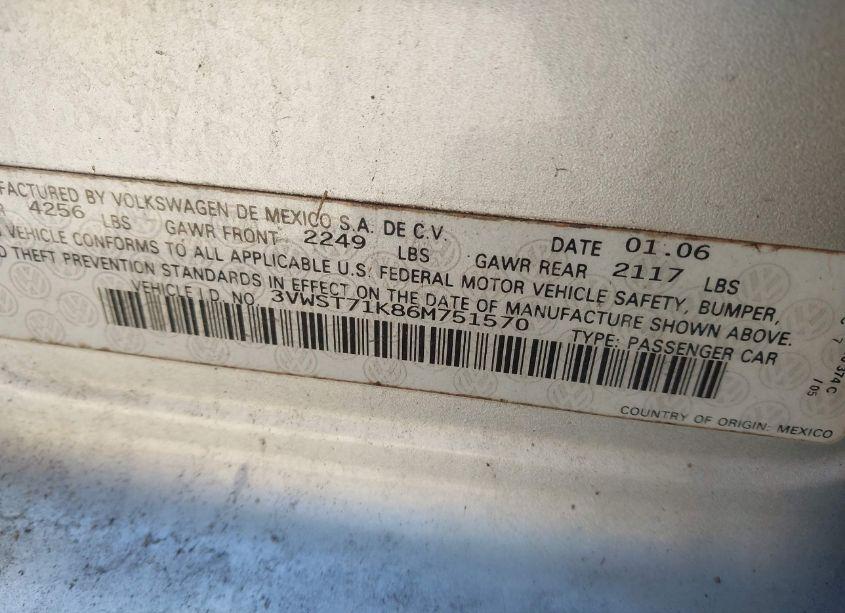 FACTURED BY VOLKSWAGEN DE MEXICO S.A. DE C.V. DATE 01.06
R 4256 LBS GAWR FRONT 2249 LBS GAWR REAR 2117 LBS
VEHICLE CONFORMS TO ALL APPLICABLE U.S. FEDERAL MOTOR VEHICLE SAFETY, BUMPER,
D THEFT PREVENTION STANDARDS IN EFFECT ON THE DATE OF MANUFACTURE SHOWN ABOVE.
VEHICLE I.D. NO. 3VWST71K86M751570 TYPE: PASSENGER CAR
COUNTRY OF ORIGIN: MEXICO
374 C
/ 05